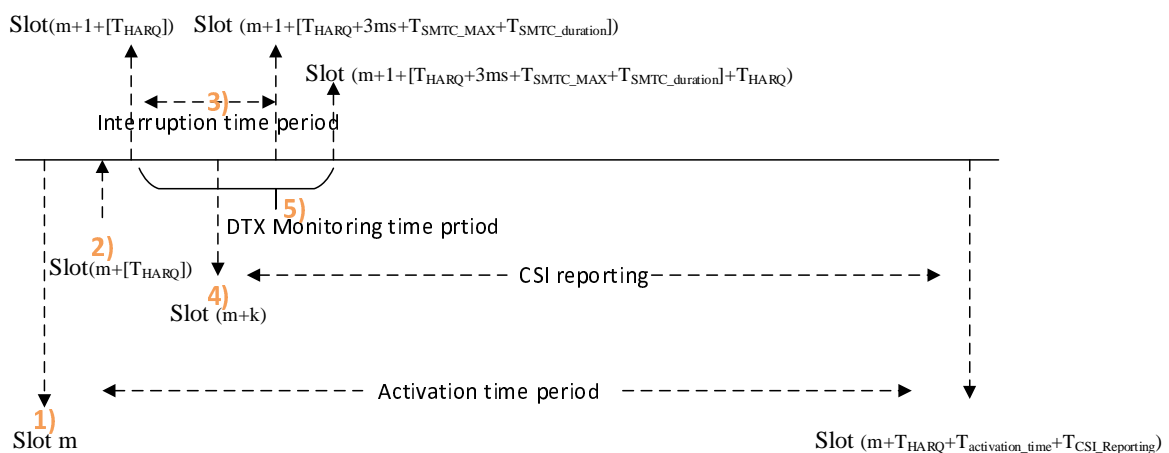 Slot(m+1+[THARQ]) Slot (m+1+[THARQ+3ms+TSMTC_MAX+TSMTC_duration])
Slot (m+1+[THARQ+3ms+TSMTC_MAX+TSMTC_duration]+THARQ)
3)
Interruption time period
5)
DTX Monitoring time prtiod
2)
Slot(m+[THARQ])
CSI reporting
4)
Slot (m+k)
Activation time period
1)
Slot m
Slot (m+THARQ+Tactivation_time+TCSI_Reporting)